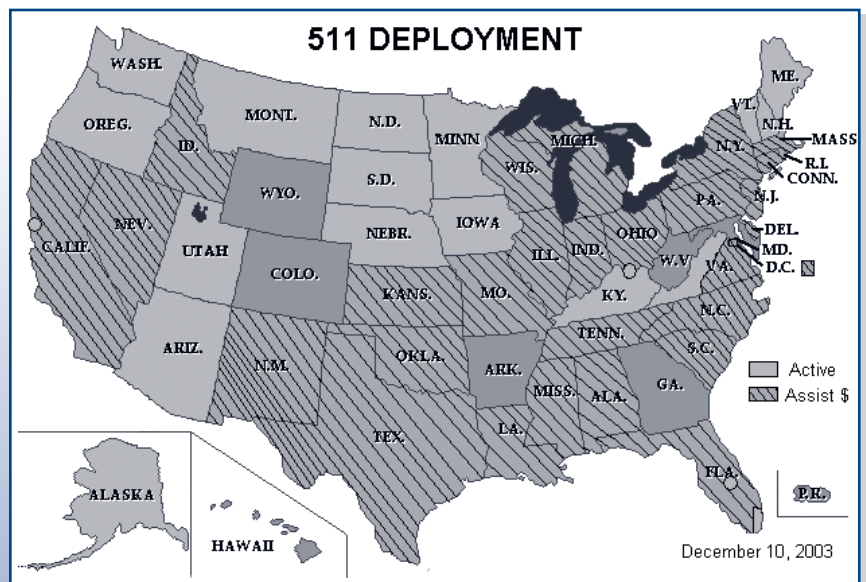 511 DEPLOYMENT
WASH.
OREG.
ID.
MONT.
N.D.
MINN
S.D.
WYO.
NEBR.
IOWA
WIS.
MICH.
N.Y.
ME.
VT.
N.H.
MASS
R.I.
CONN.
N.J.
PA.
DEL.
MD.
D.C.
CALIF.
NEV.
UTAH
COLO.
KANS.
MO.
ILL.
IND.
OHIO
W.V
VA.
KY.
N.C.
TENN.
S.C.
ARIZ.
N.M.
OKLA.
ARK.
MISS.
ALA.
GA.
TEX.
LA.
FLA.
Active
Assist $
ALASKA
HAWAII
P.R.
December 10, 2003